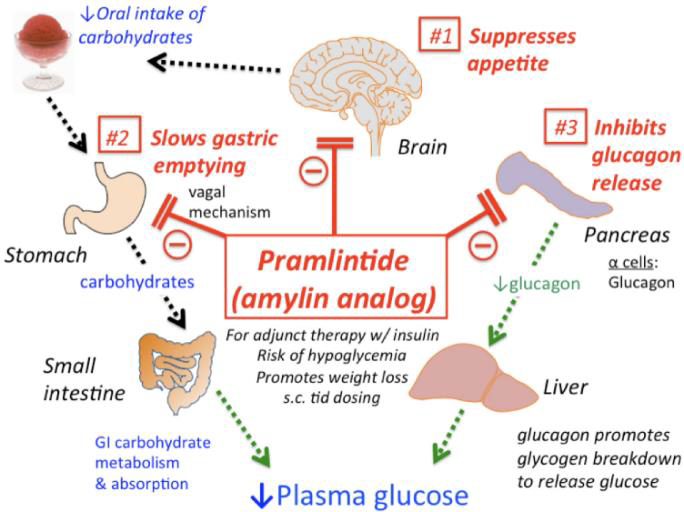 ↓Oral intake of
carbohydrates
#1 Suppresses
appetite
Brain
#2 Slows gastric
emptying
vagal
mechanism
#3 Inhibits
glucagon
release
Stomach
Pancreas
α cells:
Glucagon
carbohydrates
Pramlintide
(amylin analog)
↓glucagon
For adjunct therapy w/ insulin
Risk of hypoglycemia
Promotes weight loss
s.c. tid dosing
Small
intestine
Liver
GI carbohydrate
metabolism
& absorption
glucagon promotes
glycogen breakdown
to release glucose
↓Plasma glucose